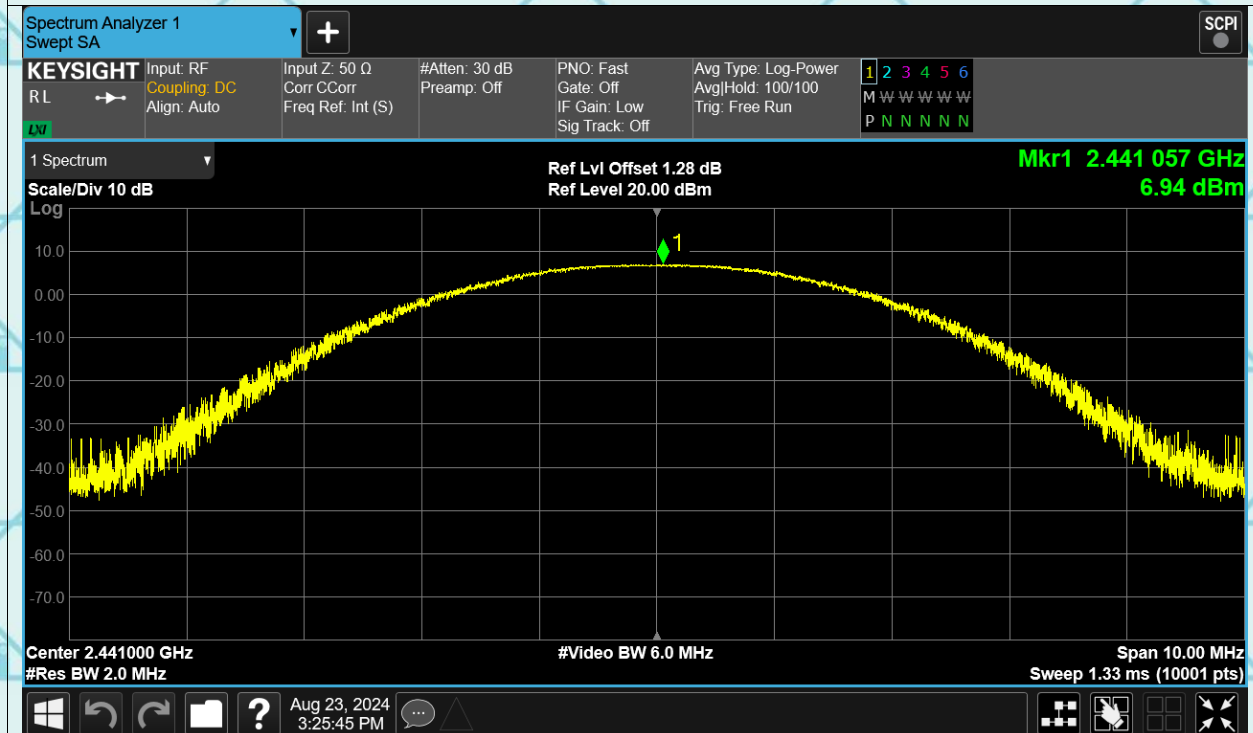 Spectrum Analyzer 1
Swept SA
SCPI
KEYSIGHT
RL
LXI
Input: RF
Coupling: DC
Align: Auto
Input Z: 50 Ω
Corr CCorr
Freq Ref: Int (S)
#Atten: 30 dB
Preamp: Off
PNO: Fast
Gate: Off
IF Gain: Low
Sig Track: Off
Avg Type: Log-Power
Avg|Hold: 100/100
Trig: Free Run
1 2 3 4 5 6
M W W W W W
P N N N N N
1 Spectrum
Scale/Div 10 dB
Log
Ref Lvl Offset 1.28 dB
Ref Level 20.00 dBm
Mkr1 2.441 057 GHz
6.94 dBm
1
10.0
0.00
-10.0
-20.0
-30.0
-40.0
-50.0
-60.0
-70.0
Center 2.441000 GHz
#Res BW 2.0 MHz
#Video BW 6.0 MHz
Span 10.00 MHz
Sweep 1.33 ms (10001 pts)
?
Aug 23, 2024
3:25:45 PM